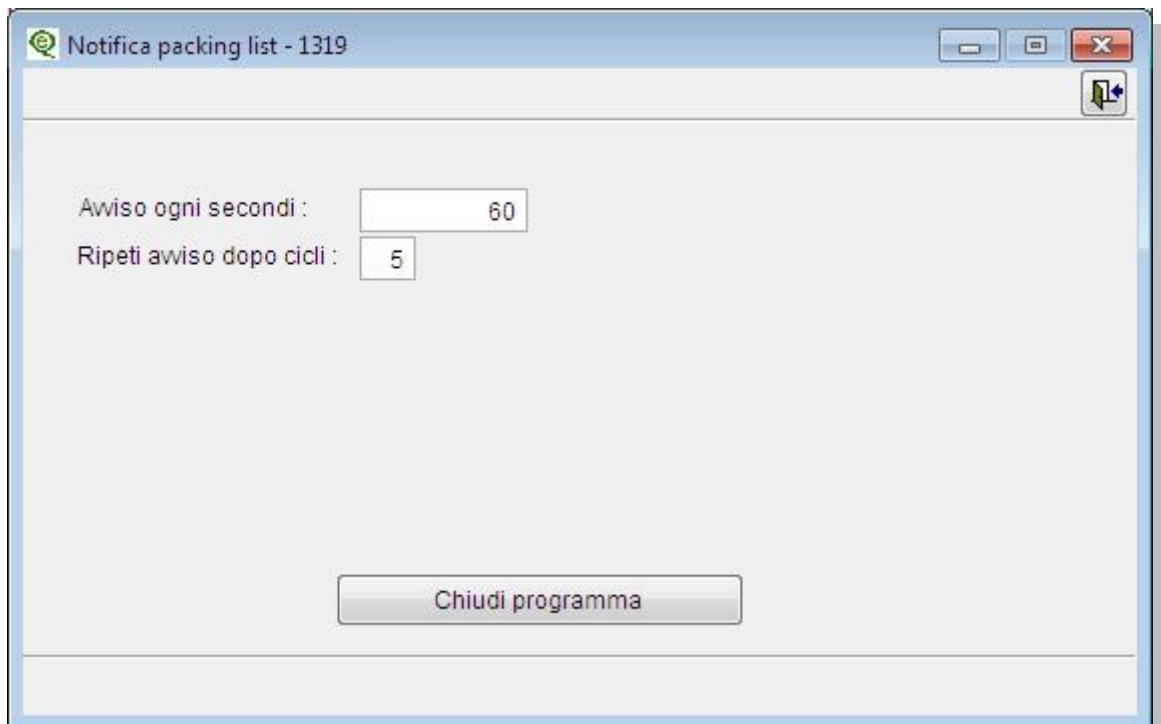 Notifica packing list - 1319
Avviso ogni secondi : 60
Ripeti avviso dopo cicli : 5
Chiudi programma